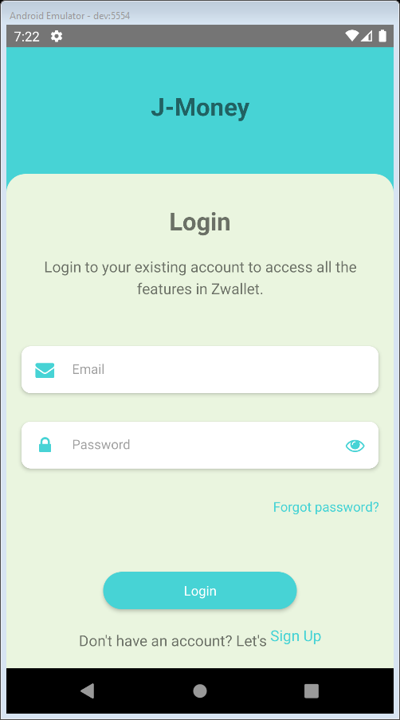 Android Emulator - dev:5554
7:22
J-Money
Login
Login to your existing account to access all the
features in Zwallet.
Email
Password
Forgot password?
Login
Don't have an account? Let's Sign Up